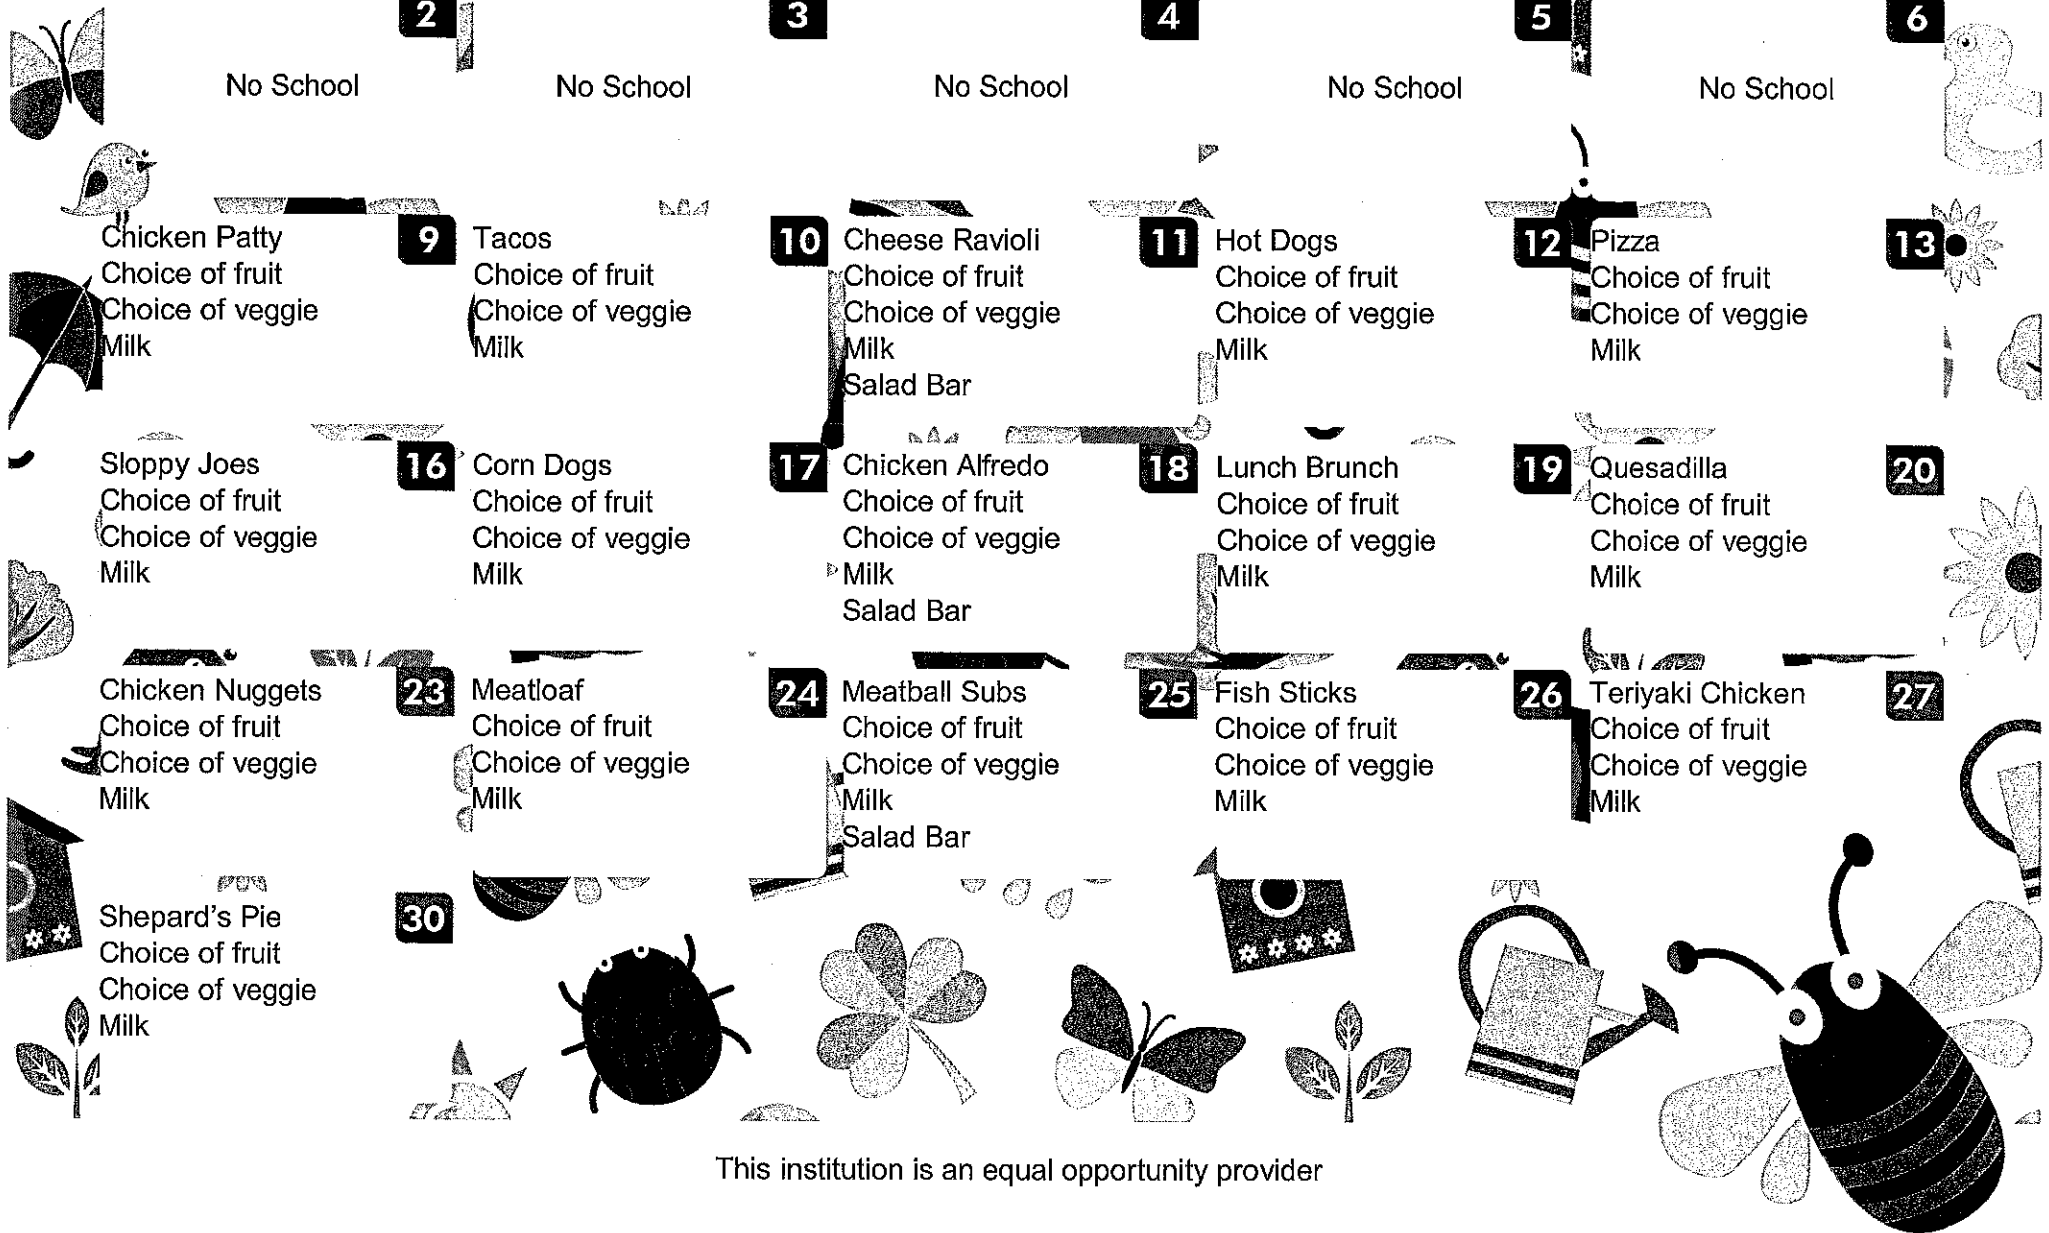 2
No School
3
No School
4
No School
5
No School
6
No School
9
Chicken Patty
Choice of fruit
Choice of veggie
Milk
10
Tacos
Choice of fruit
Choice of veggie
Milk
11
Cheese Ravioli
Choice of fruit
Choice of veggie
Milk
Salad Bar
12
Hot Dogs
Choice of fruit
Choice of veggie
Milk
13
Pizza
Choice of fruit
Choice of veggie
Milk
16
Sloppy Joes
Choice of fruit
Choice of veggie
Milk
17
Corn Dogs
Choice of fruit
Choice of veggie
Milk
18
Chicken Alfredo
Choice of fruit
Choice of veggie
Milk
Salad Bar
19
Lunch Brunch
Choice of fruit
Choice of veggie
Milk
20
Quesadilla
Choice of fruit
Choice of veggie
Milk
23
Chicken Nuggets
Choice of fruit
Choice of veggie
Milk
24
Meatloaf
Choice of fruit
Choice of veggie
Milk
25
Meatball Subs
Choice of fruit
Choice of veggie
Milk
Salad Bar
26
Fish Sticks
Choice of fruit
Choice of veggie
Milk
27
Teriyaki Chicken
Choice of fruit
Choice of veggie
Milk
30
Shepard's Pie
Choice of fruit
Choice of veggie
Milk
This institution is an equal opportunity provider